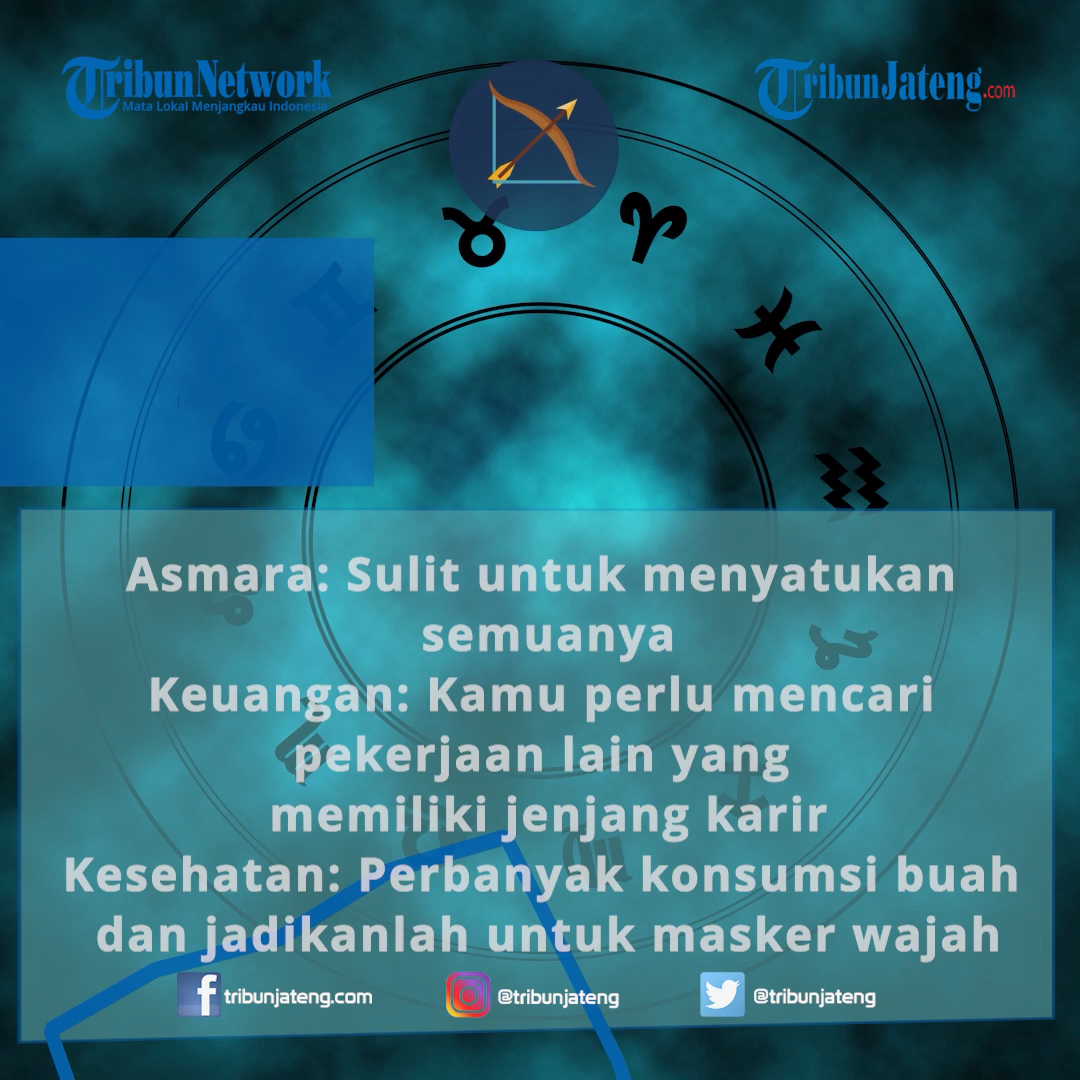 TribunNetwork
Mata Lokal Menjangkau Indonesia
TribunJateng.com
Asmara: Sulit untuk menyatukan
semuanya
Keuangan: Kamu perlu mencari
pekerjaan lain yang
memiliki jenjang karir
Kesehatan: Perbanyak konsumsi buah
dan jadikanlah untuk masker wajah
tribunjateng.com
@tribunjateng
@tribunjateng